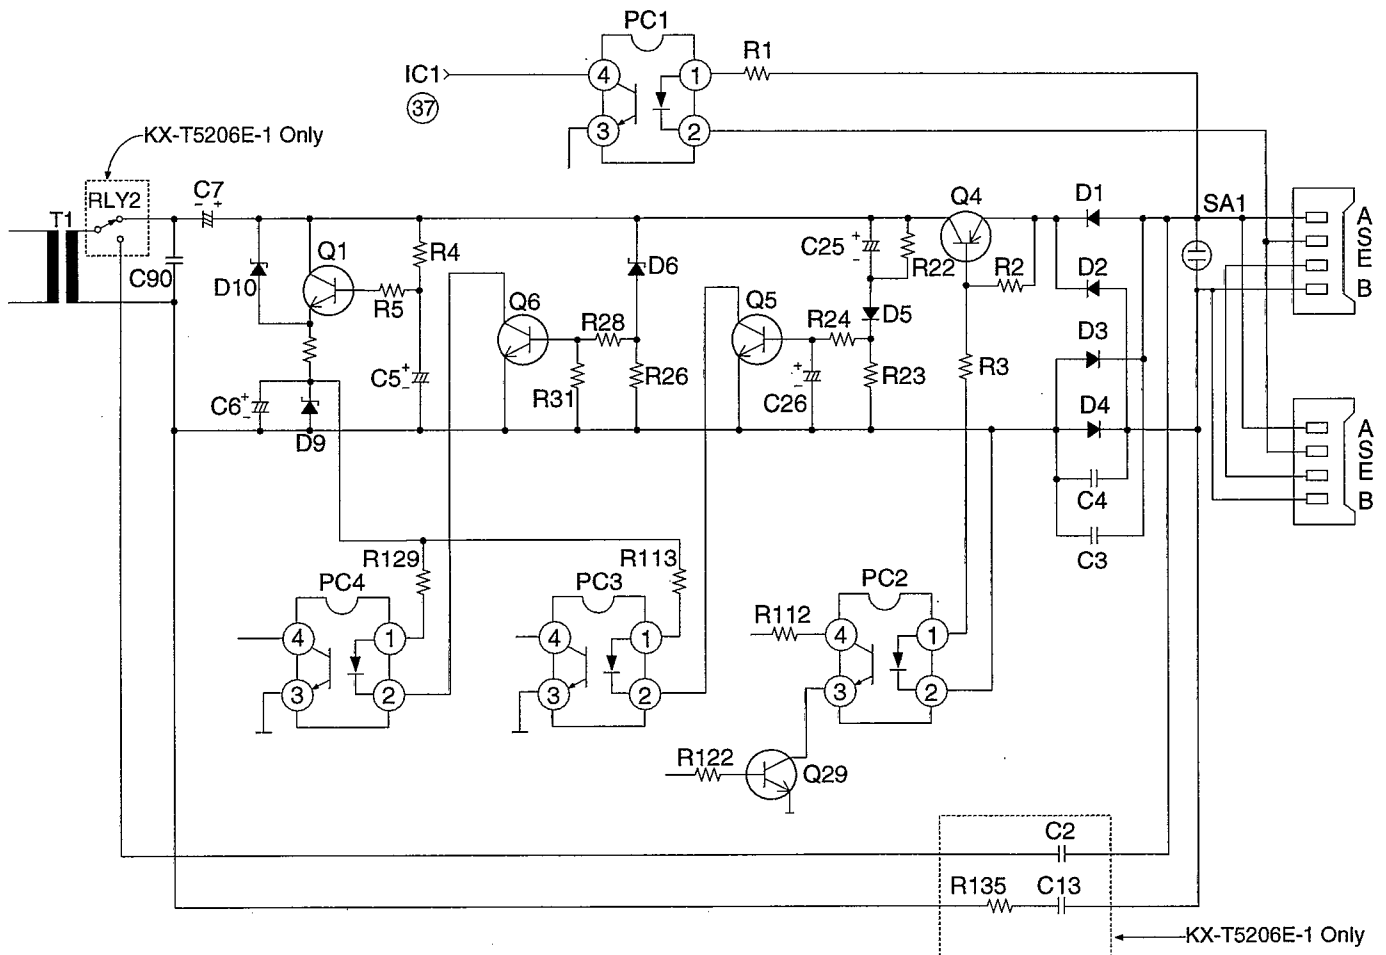 PC1
R1
IC1
4
1
37
3
2
KX-T5206E-1 Only
RLY2
C7
- +
T1
Q4
D1
SA1
A
S
E
B
Q1
R4
C25
+
-
R22
R2
D2
C90
D10
R5
D6
Q6
Q5
R28
R24
D5
D3
C5
+
-
R26
R23
R3
C6
+
-
R31
C26
+
-
D4
D9
A
S
E
B
C4
C3
R129
R113
PC4
PC3
PC2
R112
4
1
4
1
4
1
3
2
3
2
3
2
R122
Q29
C2
R135
C13
KX-T5206E-1 Only